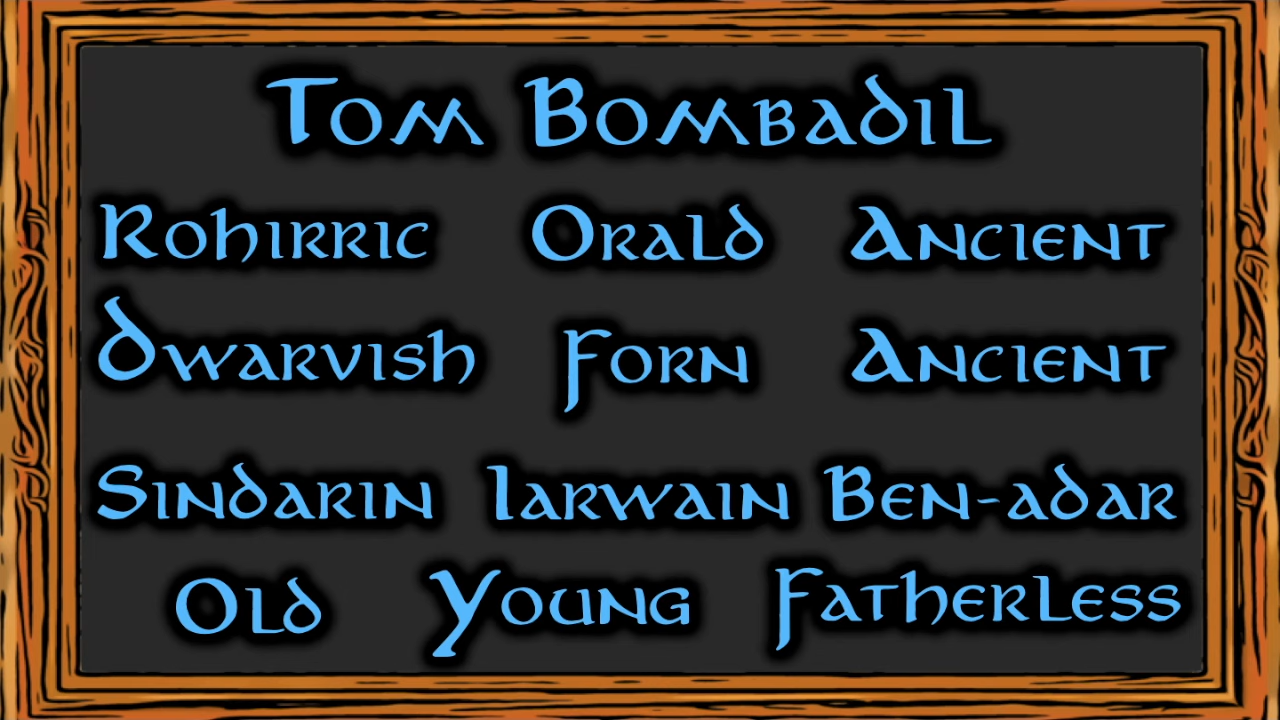 Tom Bombadil
Rohirric Orald Ancient
Dwarvish Forn Ancient
Sindarin Iarwain Ben-adar
Old Young Fatherless